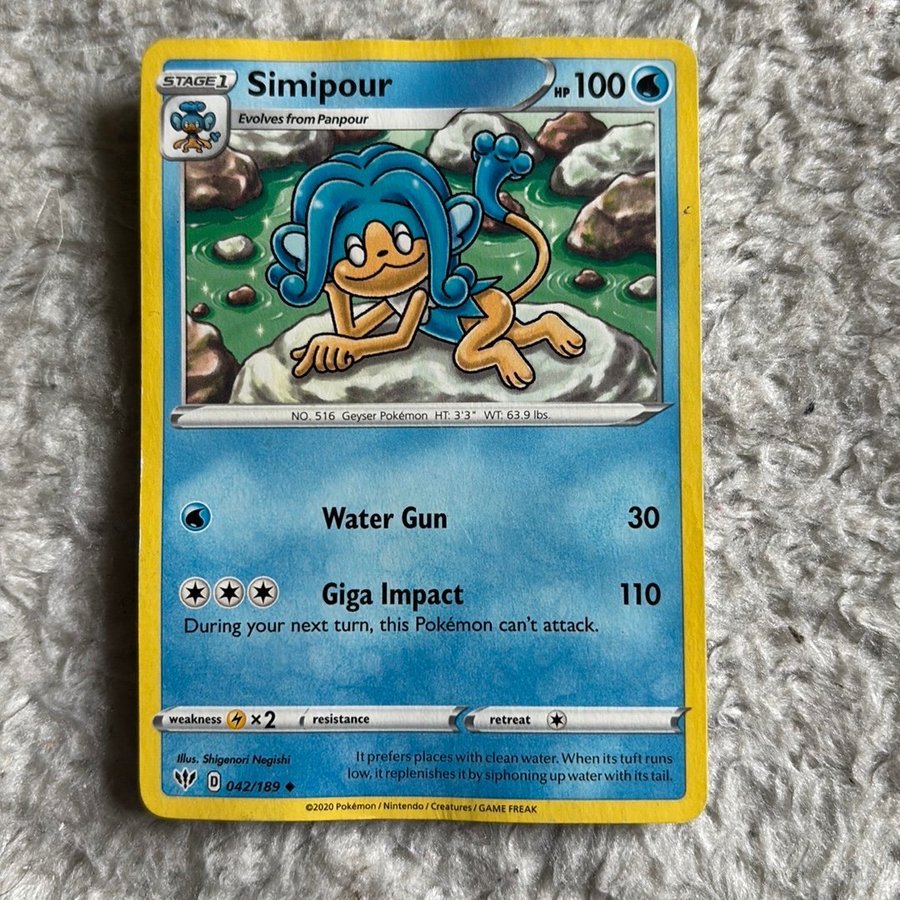 STAGE 1 Simipour HP 100
Evolves from Panpour
NO. 516 Geyser Pokémon HT: 3'3" WT: 63.9 lbs.
Water Gun 30
Giga Impact 110
During your next turn, this Pokémon can't attack.
weakness ×2 resistance retreat
Illus. Shigenori Negishi
It prefers places with clean water. When its tuft runs
low, it replenishes it by siphoning up water with its tail.
D 042/189
©2020 Pokémon / Nintendo / Creatures / GAME FREAK